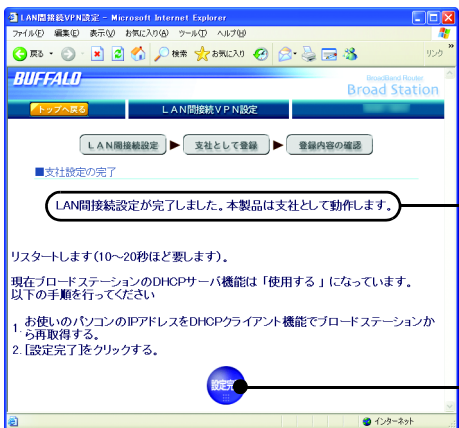 LAN間接続VPN設定 - Microsoft Internet Explorer
ファイル(F) 編集(E) 表示(V) お気に入り(A) ツール(T) ヘルプ(H)
戻る 検索 お気に入り リンク
BUFFALO
Broadband Router
Broad Station
トップへ戻る LAN間接続VPN設定
LAN間接続設定 支社として登録 登録内容の確認
■支社設定の完了
LAN間接続設定が完了しました。本製品は支社として動作します。
リスタートします(10～20秒ほど要します)。
現在ブロードステーションのDHCPサーバ機能は「使用する 」になっています。
以下の手順を行ってください
1. お使いのパソコンのIPアドレスをDHCPクライアント機能でブロードステーションか
ら再取得する。
2. [設定完了]をクリックする。
設定完
インターネット